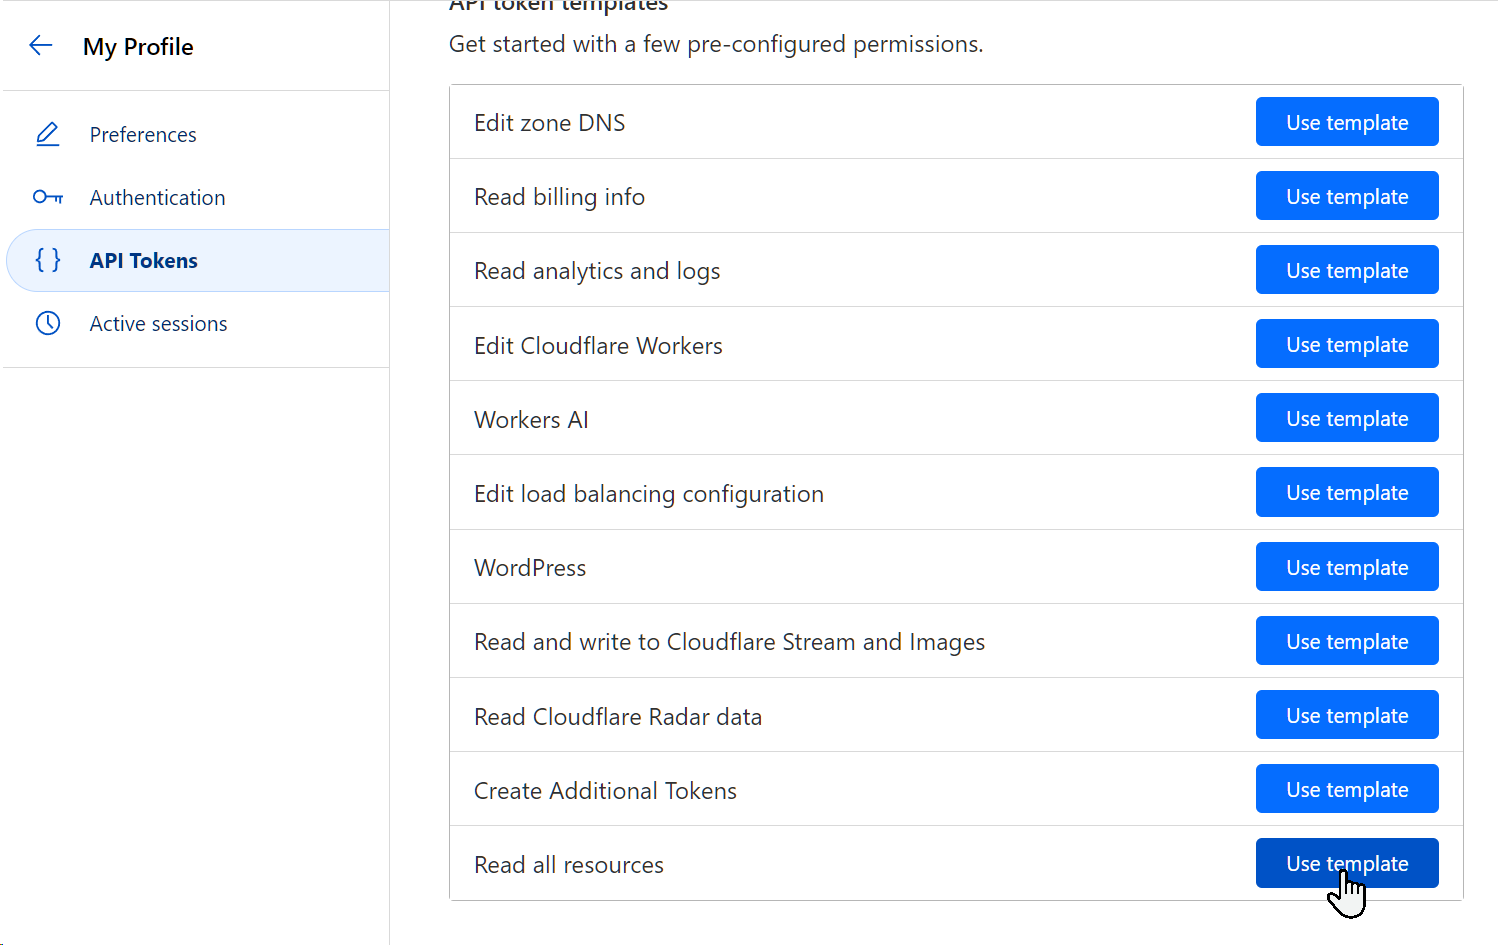 My Profile
Preferences
Authentication
API Tokens
Active sessions
API token templates
Get started with a few pre-configured permissions.
Edit zone DNS
Use template
Read billing info
Use template
Read analytics and logs
Use template
Edit Cloudflare Workers
Use template
Workers AI
Use template
Edit load balancing configuration
Use template
WordPress
Use template
Read and write to Cloudflare Stream and Images
Use template
Read Cloudflare Radar data
Use template
Create Additional Tokens
Use template
Read all resources
Use template